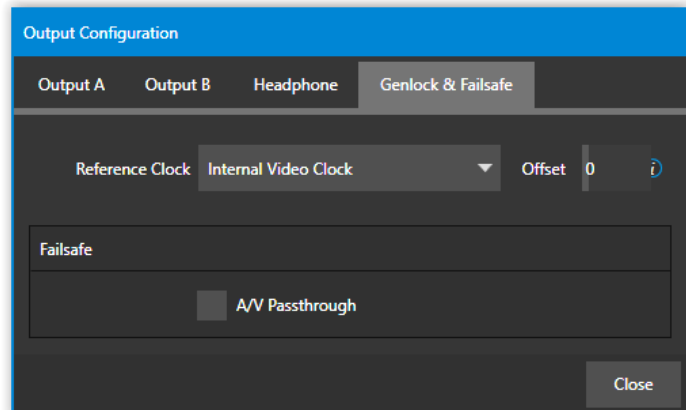 Output Configuration
Output A Output B Headphone Genlock & Failsafe
Reference Clock Internal Video Clock Offset 0 i
Failsafe
A/V Passthrough
Close